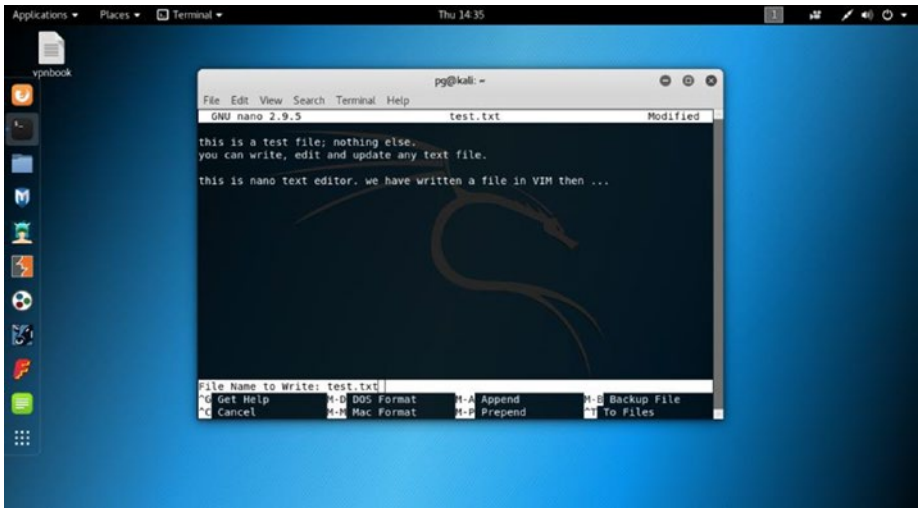 Applications Places Terminal Thu 14:35 1
vpnbook
pg@kali: ~
File Edit View Search Terminal Help
GNU nano 2.9.5 test.txt Modified
this is a test file; nothing else.
you can write, edit and update any text file.
this is nano text editor. we have written a file in VIM then ...
File Name to Write: test.txt
^G Get Help M-D DOS Format M-A Append M-B Backup File
^C Cancel M-M Mac Format M-P Prepend ^T To Files